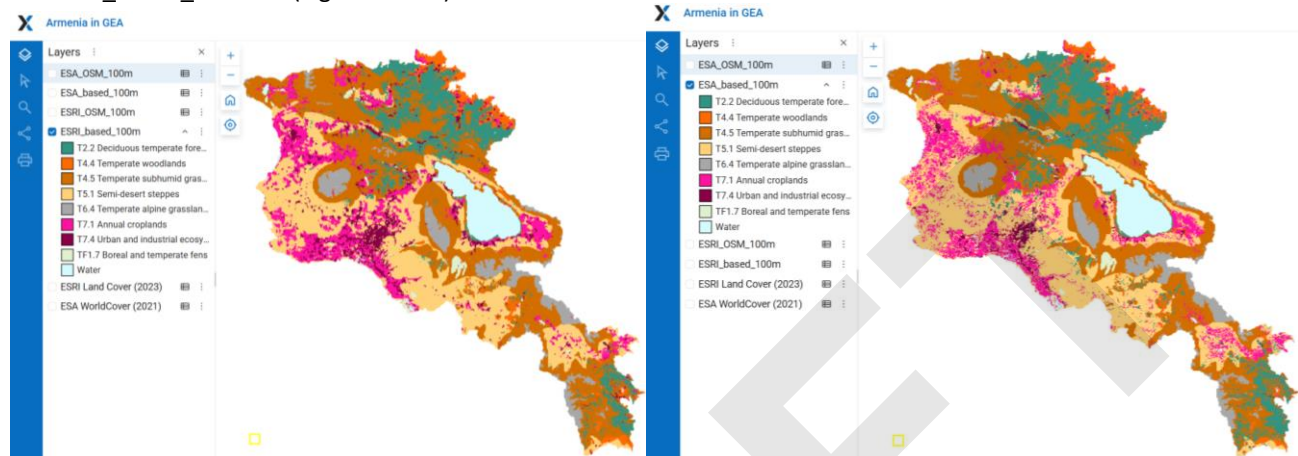 Armenia in GEA
Layers
ESA_OSM_100m
ESA_based_100m
ESRI_OSM_100m
ESRI_based_100m
T2.2 Deciduous temperate fore...
T4.4 Temperate woodlands
T4.5 Temperate subhumid gras...
T5.1 Semi-desert steppes
T6.4 Temperate alpine grasslan...
T7.1 Annual croplands
T7.4 Urban and industrial ecosy...
TF1.7 Boreal and temperate fens
Water
ESRI Land Cover (2023)
ESA WorldCover (2021)
Armenia in GEA
Layers
ESA_OSM_100m
ESA_based_100m
T2.2 Deciduous temperate fore...
T4.4 Temperate woodlands
T4.5 Temperate subhumid gras...
T5.1 Semi-desert steppes
T6.4 Temperate alpine grasslan...
T7.1 Annual croplands
T7.4 Urban and industrial ecosy...
TF1.7 Boreal and temperate fens
Water
ESRI_OSM_100m
ESRI_based_100m
ESRI Land Cover (2023)
ESA WorldCover (2021)